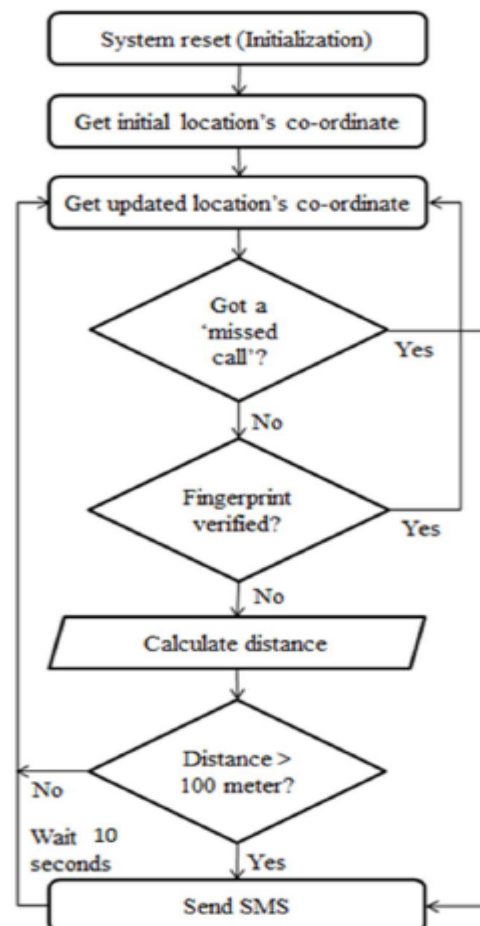 System reset (Initialization)
Get initial location's co-ordinate
Get updated location's co-ordinate
Got a
'missed
call'?
Yes
No
Fingerprint
verified?
Yes
No
Calculate distance
Distance >
100 meter?
No
Wait 10
seconds
Yes
Send SMS